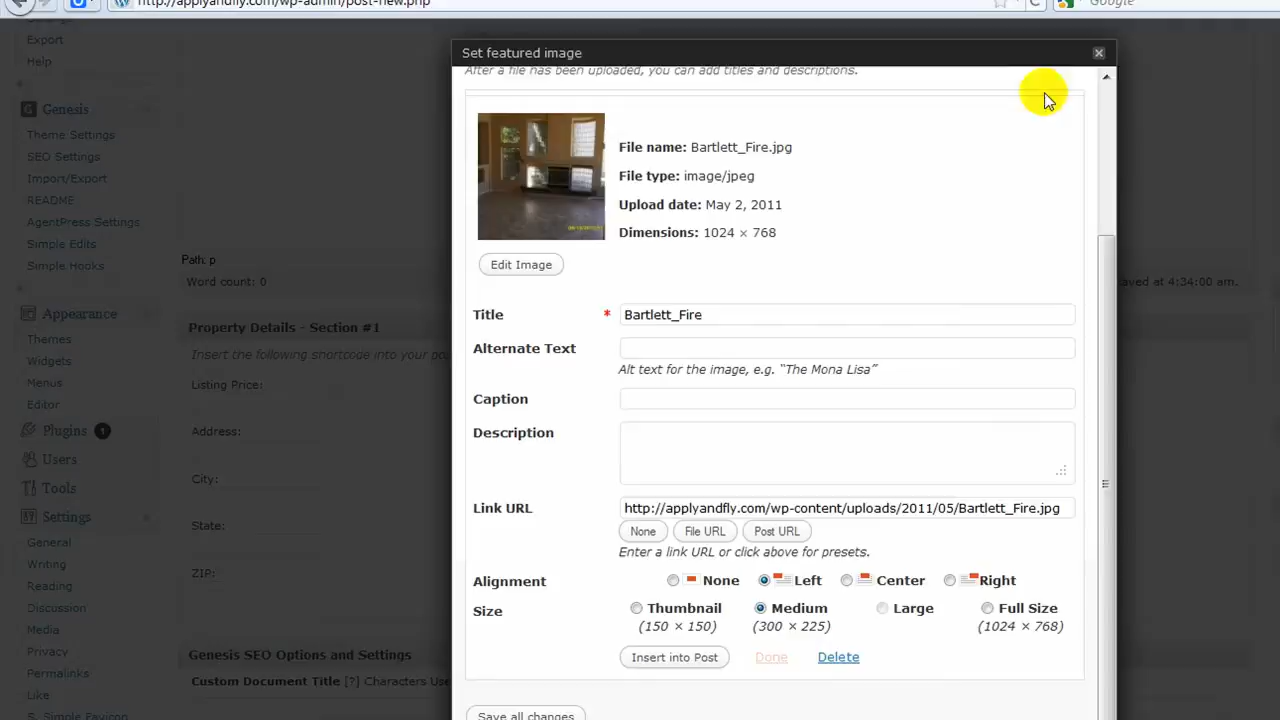 http://applyandfly.com/wp-admin/post-new.php
Google
Export
Help
Genesis
Theme Settings
SEO Settings
Import/Export
README
AgentPress Settings
Simple Edits
Simple Hooks
Appearance
Themes
Widgets
Menus
Editor
Plugins 1
Users
Tools
Settings
General
Writing
Reading
Discussion
Media
Privacy
Permalinks
Like
S. Simple Favicon
Path: p
Word count: 0
saved at 4:34:00 am.
Property Details - Section #1
Insert the following shortcode into your po
Listing Price:
Address:
City:
State:
ZIP:
Genesis SEO Options and Settings
Custom Document Title [?] Characters Use
Set featured image
After a file has been uploaded, you can add titles and descriptions.
File name: Bartlett_Fire.jpg
File type: image/jpeg
Upload date: May 2, 2011
Dimensions: 1024 × 768
Edit Image
Title * Bartlett_Fire
Alternate Text
Alt text for the image, e.g. “The Mona Lisa”
Caption
Description
Link URL http://applyandfly.com/wp-content/uploads/2011/05/Bartlett_Fire.jpg
None File URL Post URL
Enter a link URL or click above for presets.
Alignment None Left Center Right
Size Thumbnail Medium Large Full Size
(150 × 150) (300 × 225) (1024 × 768)
Insert into Post Done Delete
Save all changes